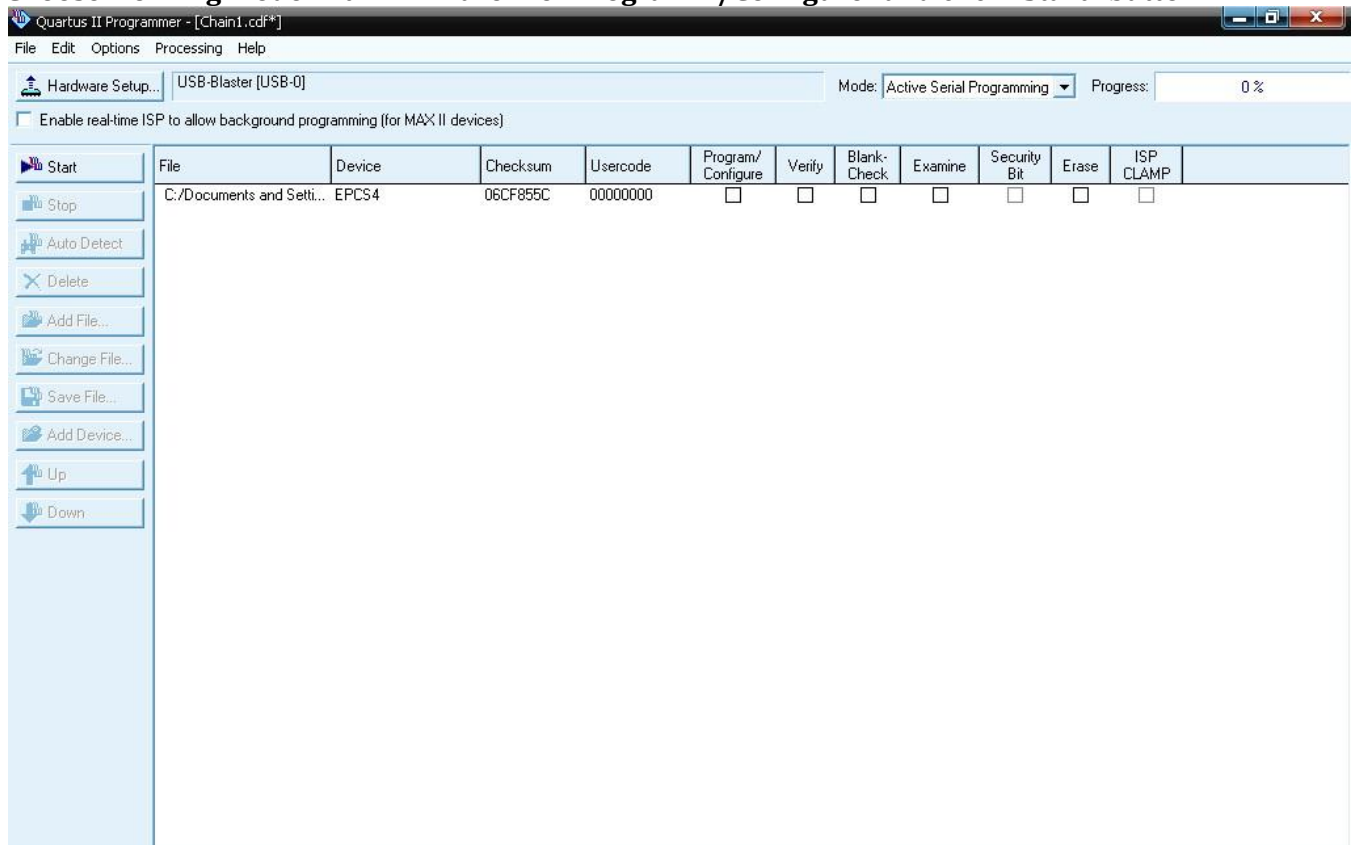 Quartus II Programmer - [Chain1.cdf*]
File Edit Options Processing Help
Hardware Setup... USB-Blaster [USB-0] Mode: Active Serial Programming Progress: 0 %
Enable real-time ISP to allow background programming (for MAX II devices)
Start File Device Checksum Usercode Program/Configure Verify Blank-Check Examine Security Bit Erase ISP CLAMP
C:/Documents and Setti... EPCS4 06CF855C 00000000
Stop
Auto Detect
Delete
Add File...
Change File...
Save File...
Add Device...
Up
Down